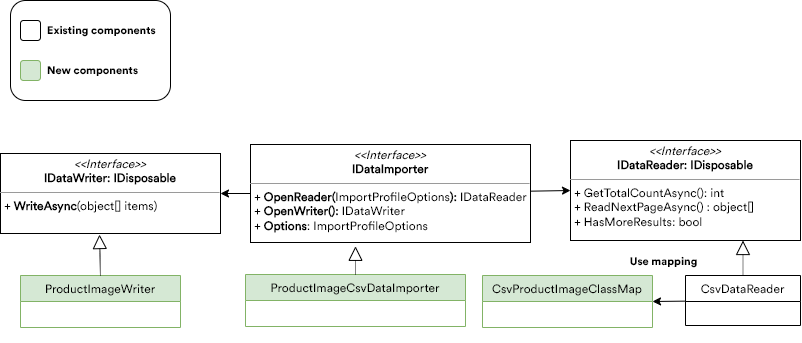 Existing components
New components
<<Interface>>
IDataWriter: IDisposable
+ WriteAsync(object[] items)
<<Interface>>
IDataImporter
+ OpenReader(ImportProfileOptions): IDataReader
+ OpenWriter(): IDataWriter
+ Options: ImportProfileOptions
<<Interface>>
IDataReader: IDisposable
+ GetTotalCountAsync(): int
+ ReadNextPageAsync() : object[]
+ HasMoreResults: bool
Use mapping
ProductImageWriter
ProductImageCsvDataImporter
CsvProductImageClassMap
CsvDataReader